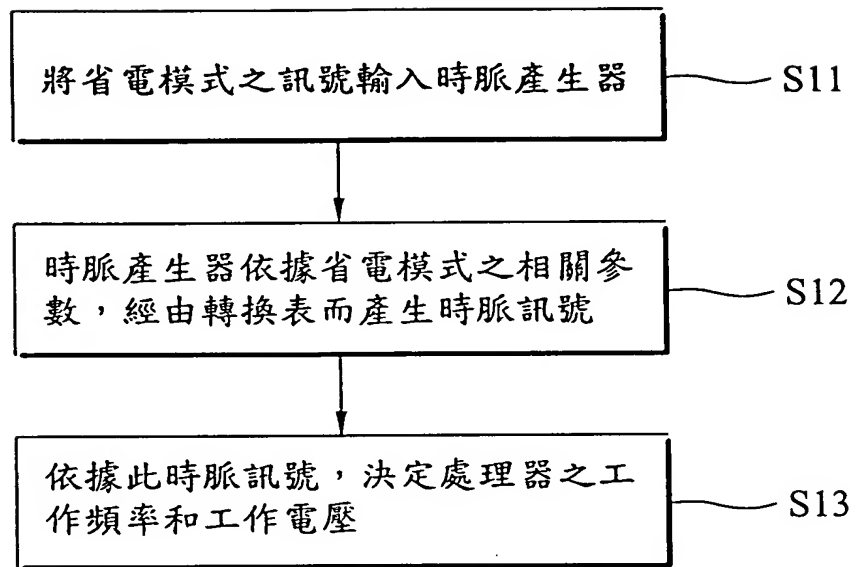 將省電模式之訊號輸入時脈產生器
S11
時脈產生器依據省電模式之相關參
數，經由轉換表而產生時脈訊號
S12
依據此時脈訊號，決定處理器之工
作頻率和工作電壓
S13